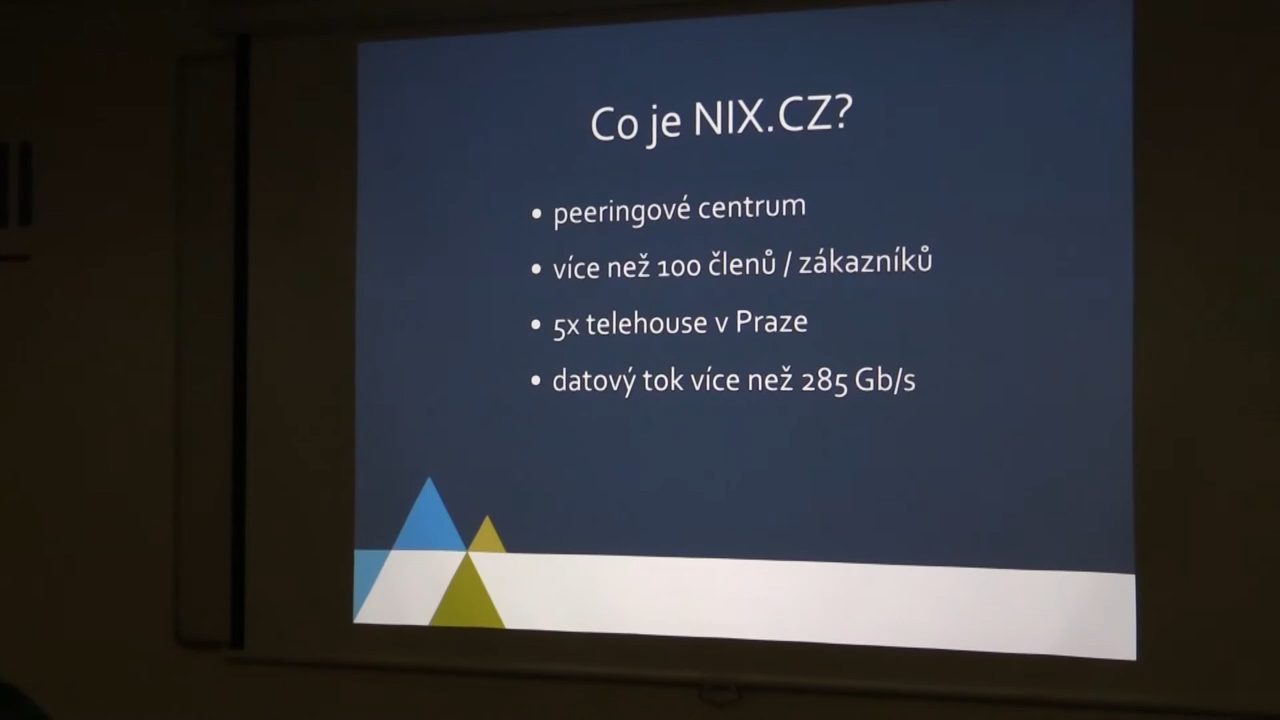 Co je NIX.CZ?
• peeringové centrum
• více než 100 členů / zákazníků
• 5x telehouse v Praze
• datový tok více než 285 Gb/s